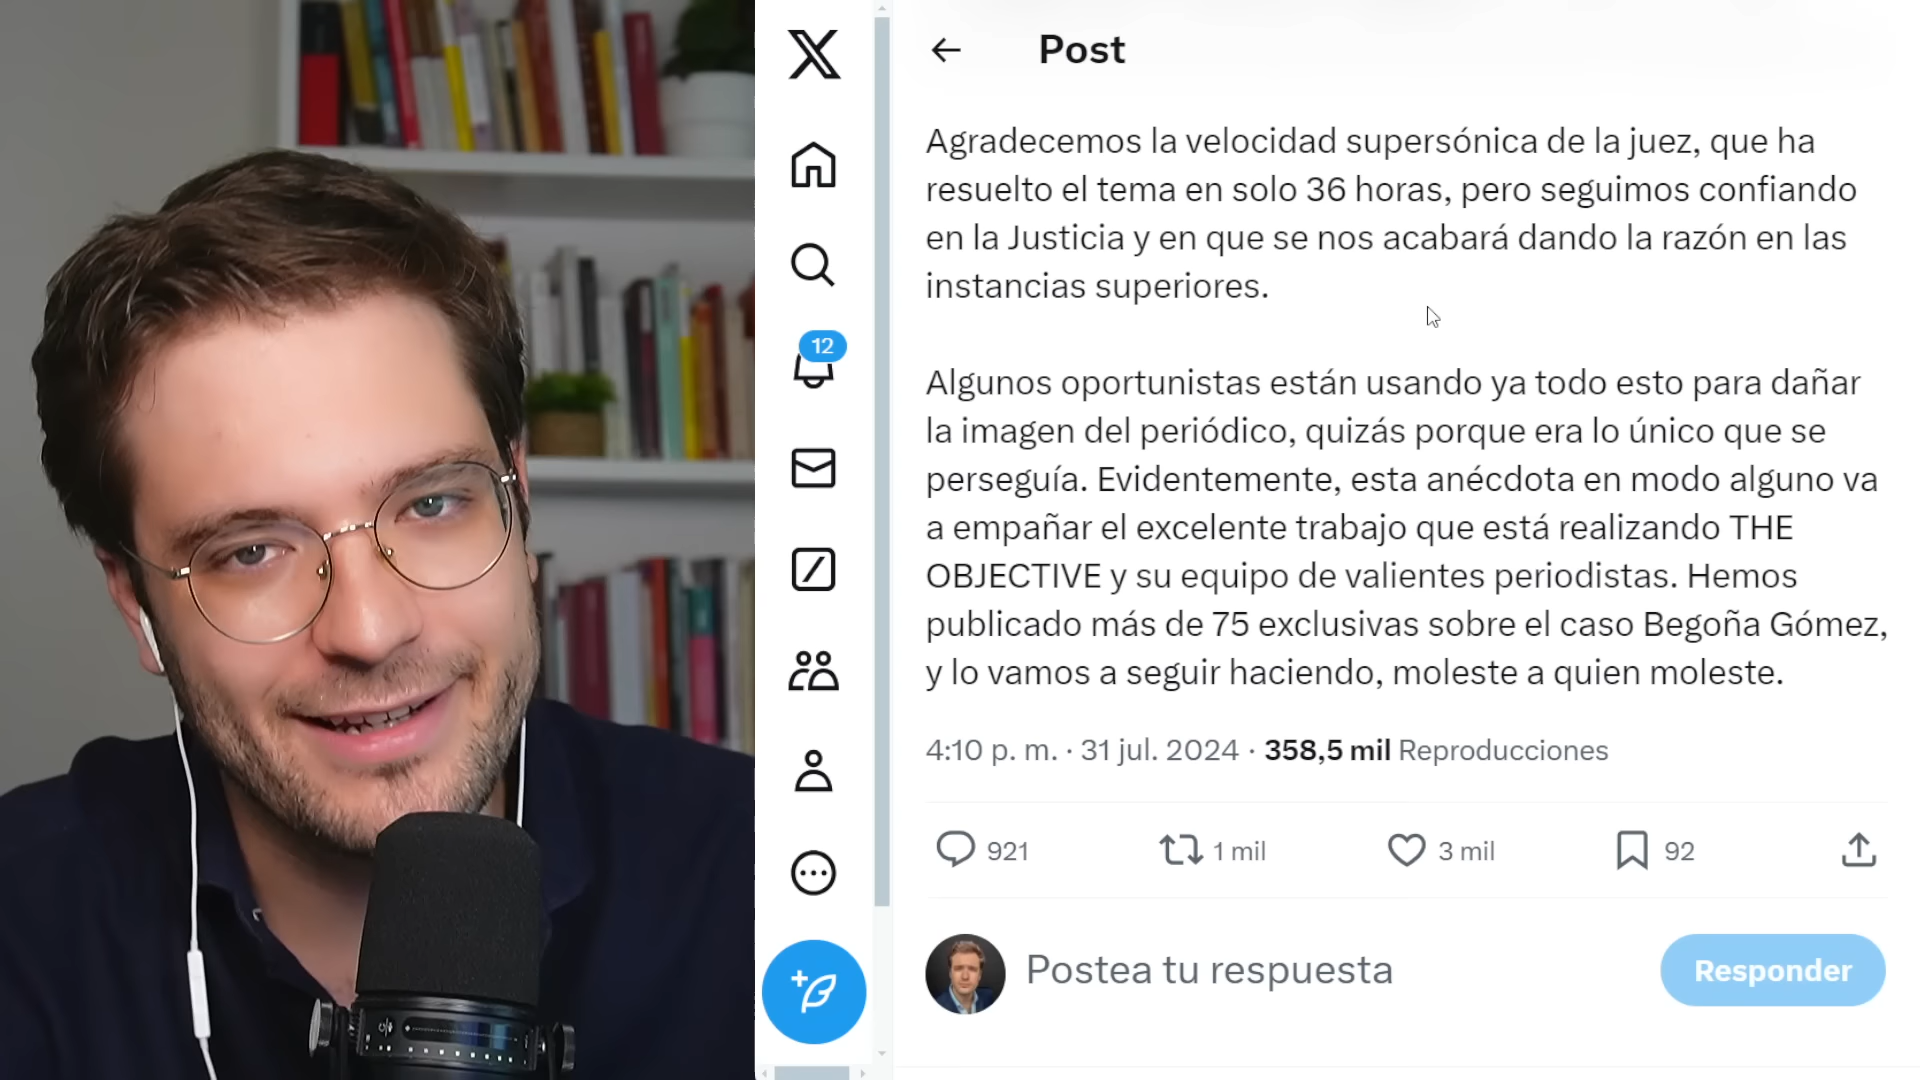 Post
Agradecemos la velocidad supersónica de la juez, que ha
resuelto el tema en solo 36 horas, pero seguimos confiando
en la Justicia y en que se nos acabará dando la razón en las
instancias superiores.
Algunos oportunistas están usando ya todo esto para dañar
la imagen del periódico, quizás porque era lo único que se
perseguía. Evidentemente, esta anécdota en modo alguno va
a empañar el excelente trabajo que está realizando THE
OBJECTIVE y su equipo de valientes periodistas. Hemos
publicado más de 75 exclusivas sobre el caso Begoña Gómez,
y lo vamos a seguir haciendo, moleste a quien moleste.
4:10 p. m. · 31 jul. 2024 · 358,5 mil Reproducciones
921 1 mil 3 mil 92
Postea tu respuesta Responder
12